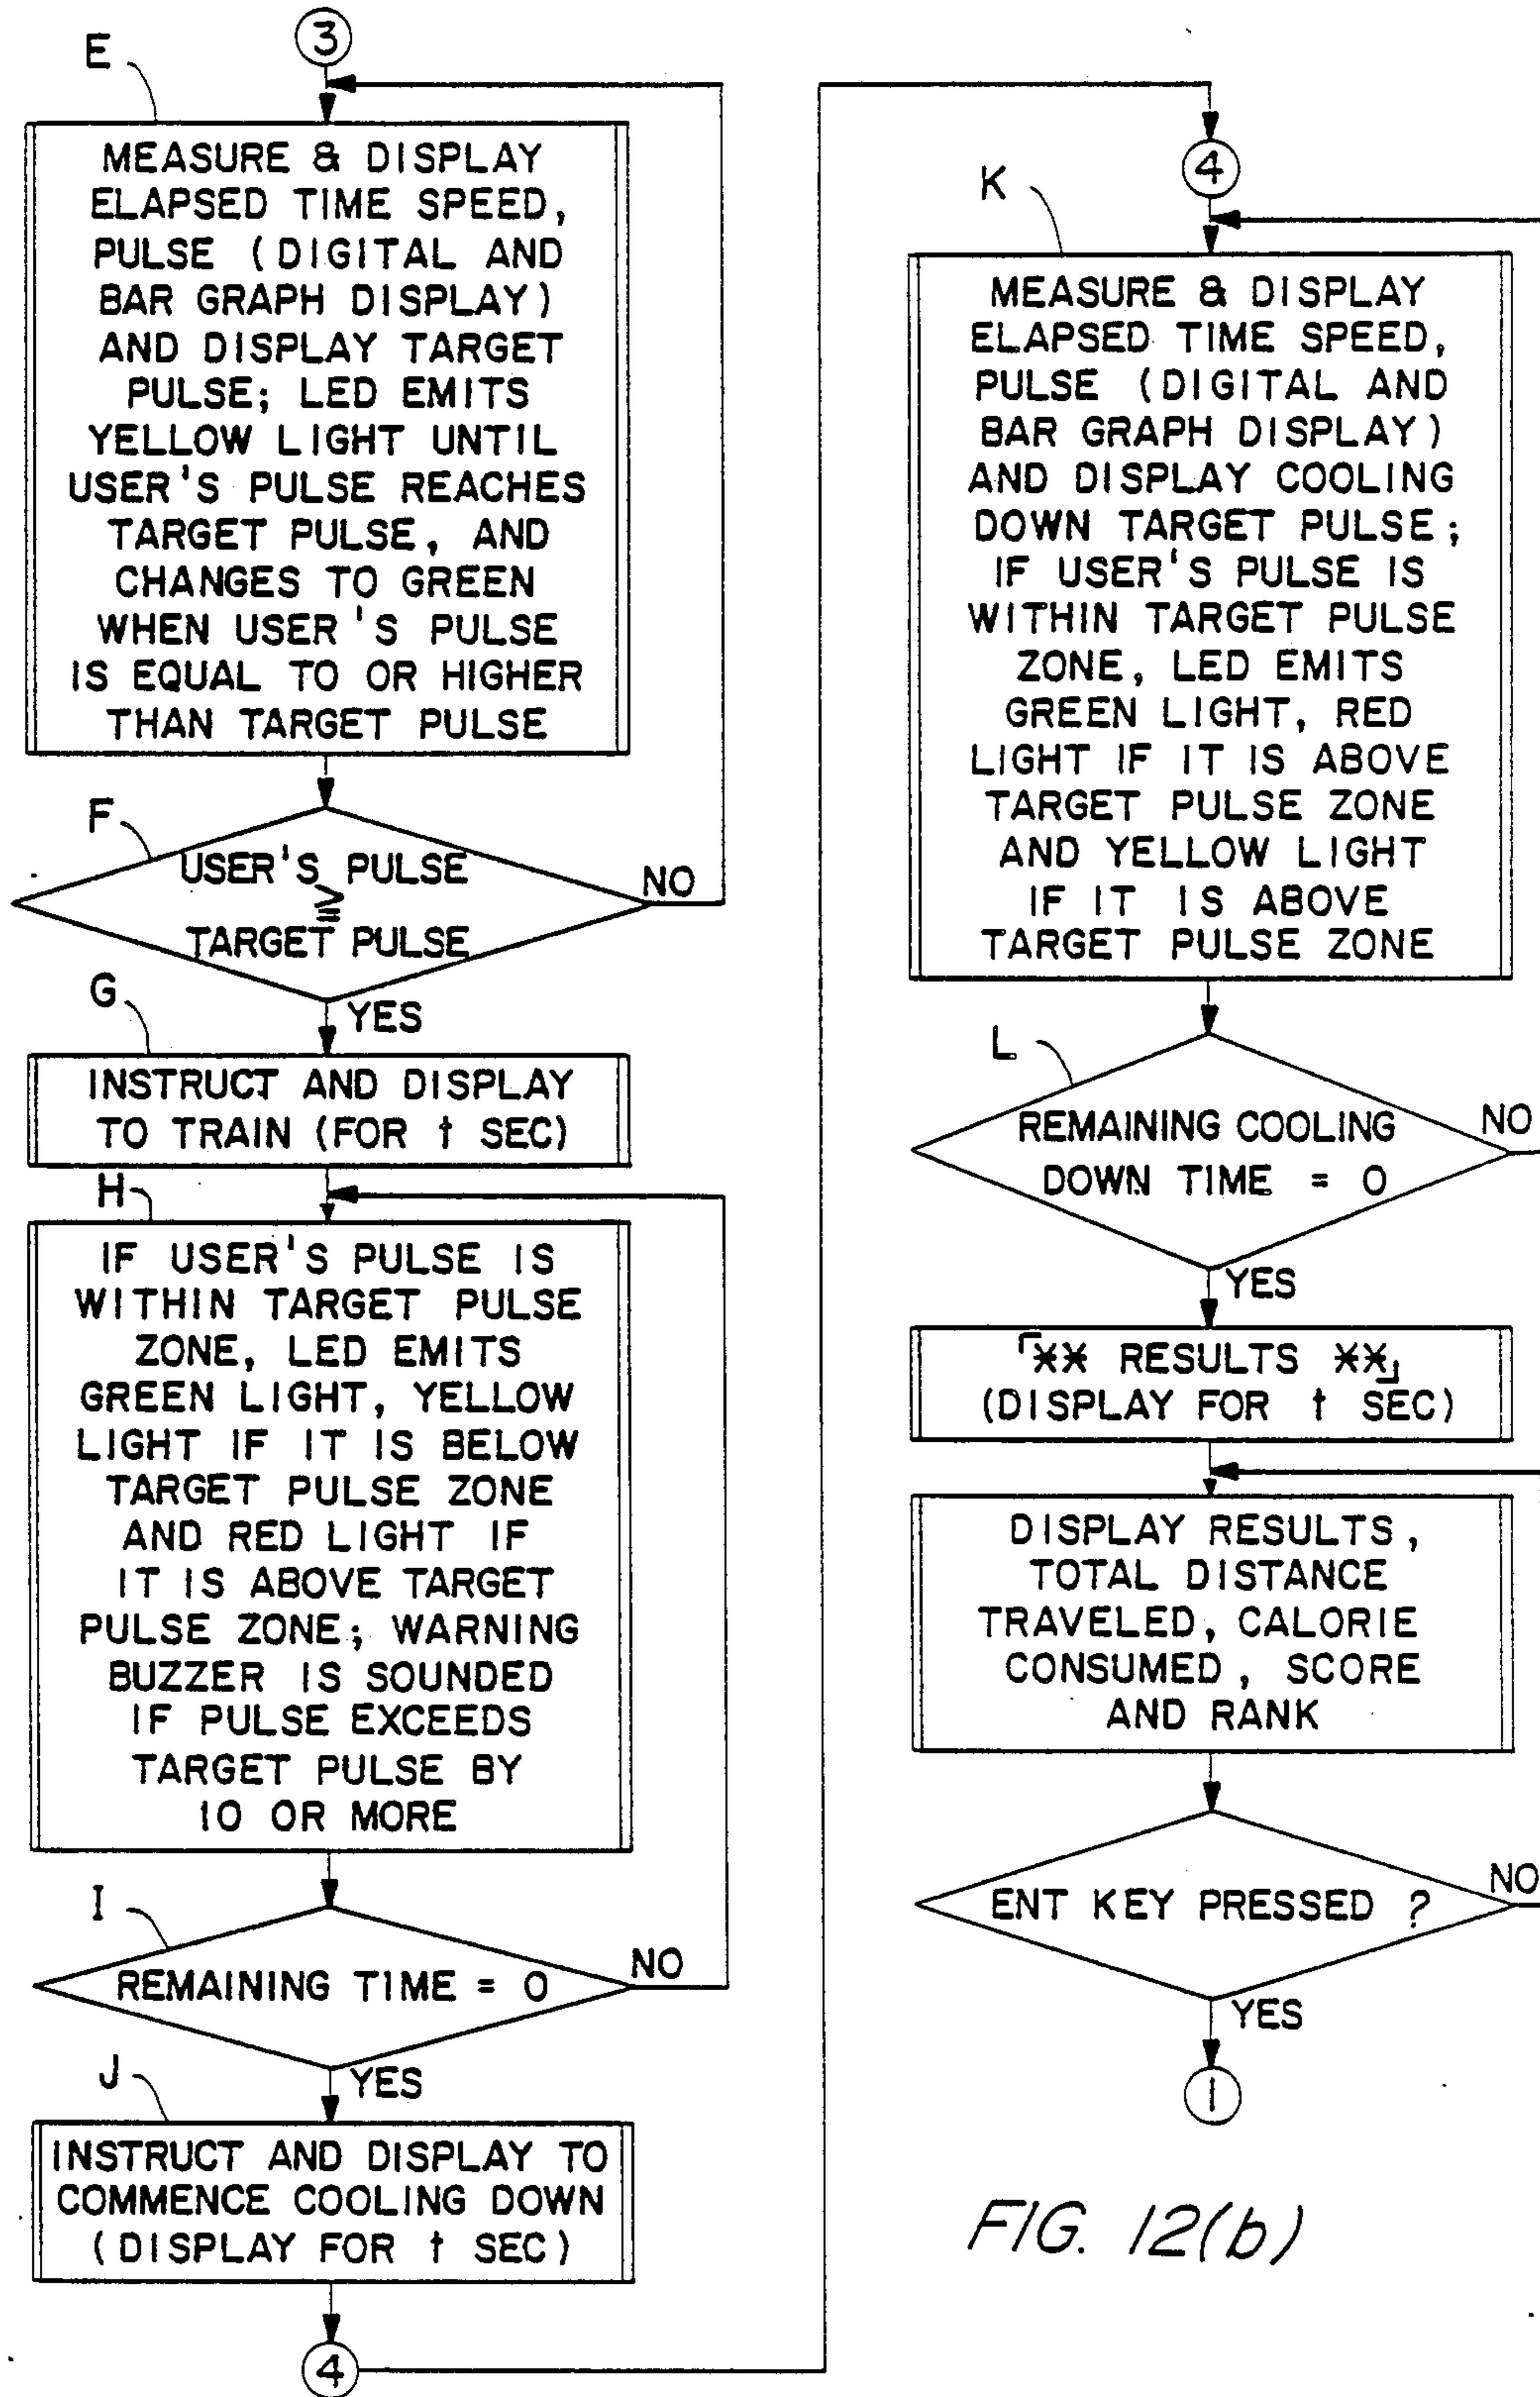 3
E
MEASURE & DISPLAY
ELAPSED TIME SPEED,
PULSE (DIGITAL AND
BAR GRAPH DISPLAY)
AND DISPLAY TARGET
PULSE; LED EMITS
YELLOW LIGHT UNTIL
USER'S PULSE REACHES
TARGET PULSE, AND
CHANGES TO GREEN
WHEN USER'S PULSE
IS EQUAL TO OR HIGHER
THAN TARGET PULSE
F
USER'S PULSE
≧
TARGET PULSE
NO
YES
G
INSTRUCT AND DISPLAY
TO TRAIN (FOR t SEC)
H
IF USER'S PULSE IS
WITHIN TARGET PULSE
ZONE, LED EMITS
GREEN LIGHT, YELLOW
LIGHT IF IT IS BELOW
TARGET PULSE ZONE
AND RED LIGHT IF
IT IS ABOVE TARGET
PULSE ZONE; WARNING
BUZZER IS SOUNDED
IF PULSE EXCEEDS
TARGET PULSE BY
10 OR MORE
I
REMAINING TIME = 0
NO
YES
J
INSTRUCT AND DISPLAY TO
COMMENCE COOLING DOWN
(DISPLAY FOR t SEC)
4
4
K
MEASURE & DISPLAY
ELAPSED TIME SPEED,
PULSE (DIGITAL AND
BAR GRAPH DISPLAY)
AND DISPLAY COOLING
DOWN TARGET PULSE;
IF USER'S PULSE IS
WITHIN TARGET PULSE
ZONE, LED EMITS
GREEN LIGHT, RED
LIGHT IF IT IS ABOVE
TARGET PULSE ZONE
AND YELLOW LIGHT
IF IT IS ABOVE
TARGET PULSE ZONE
L
REMAINING COOLING
DOWN TIME = 0
NO
YES
「** RESULTS **」
(DISPLAY FOR t SEC)
DISPLAY RESULTS,
TOTAL DISTANCE
TRAVELED, CALORIE
CONSUMED, SCORE
AND RANK
ENT KEY PRESSED ?
NO
YES
1
FIG. 12(b)